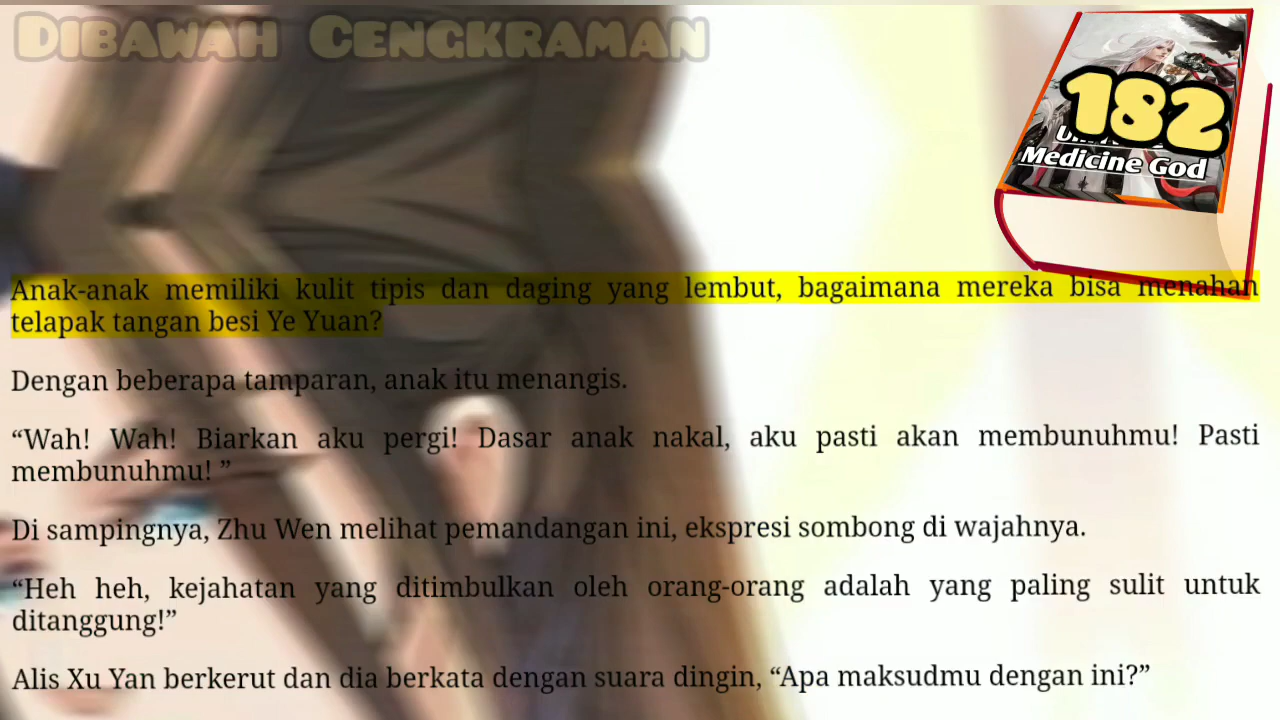 DIBAWAH CENGKRAMAN
182
Medicine God
Anak-anak memiliki kulit tipis dan daging yang lembut, bagaimana mereka bisa menahan
telapak tangan besi Ye Yuan?
Dengan beberapa tamparan, anak itu menangis.
“Wah! Wah! Biarkan aku pergi! Dasar anak nakal, aku pasti akan membunuhmu! Pasti
membunuhmu! ”
Di sampingnya, Zhu Wen melihat pemandangan ini, ekspresi sombong di wajahnya.
“Heh heh, kejahatan yang ditimbulkan oleh orang-orang adalah yang paling sulit untuk
ditanggung!”
Alis Xu Yan berkerut dan dia berkata dengan suara dingin, “Apa maksudmu dengan ini?”